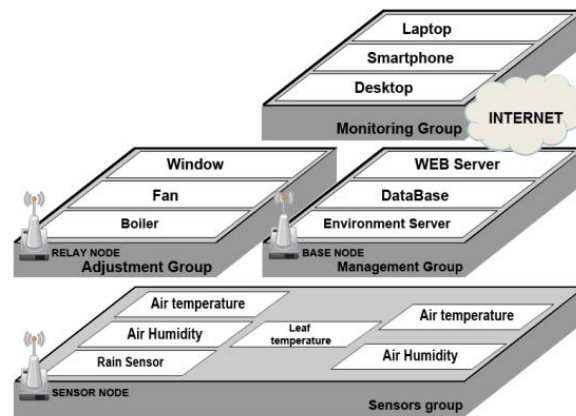 Laptop
Smartphone
Desktop
Monitoring Group
INTERNET
Window
Fan
Boiler
RELAY NODE
Adjustment Group
WEB Server
DataBase
Environment Server
BASE NODE
Management Group
Air temperature
Air Humidity
Rain Sensor
Leaf
temperature
Air temperature
Air Humidity
SENSOR NODE
Sensors group